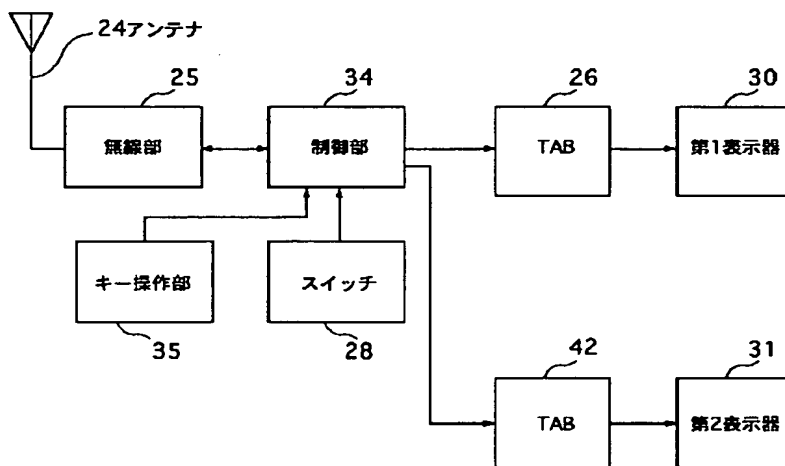 24アンテナ
25
34
26
30
無線部
制御部
TAB
第1表示器
キー操作部
スイッチ
35
28
42
31
TAB
第2表示器